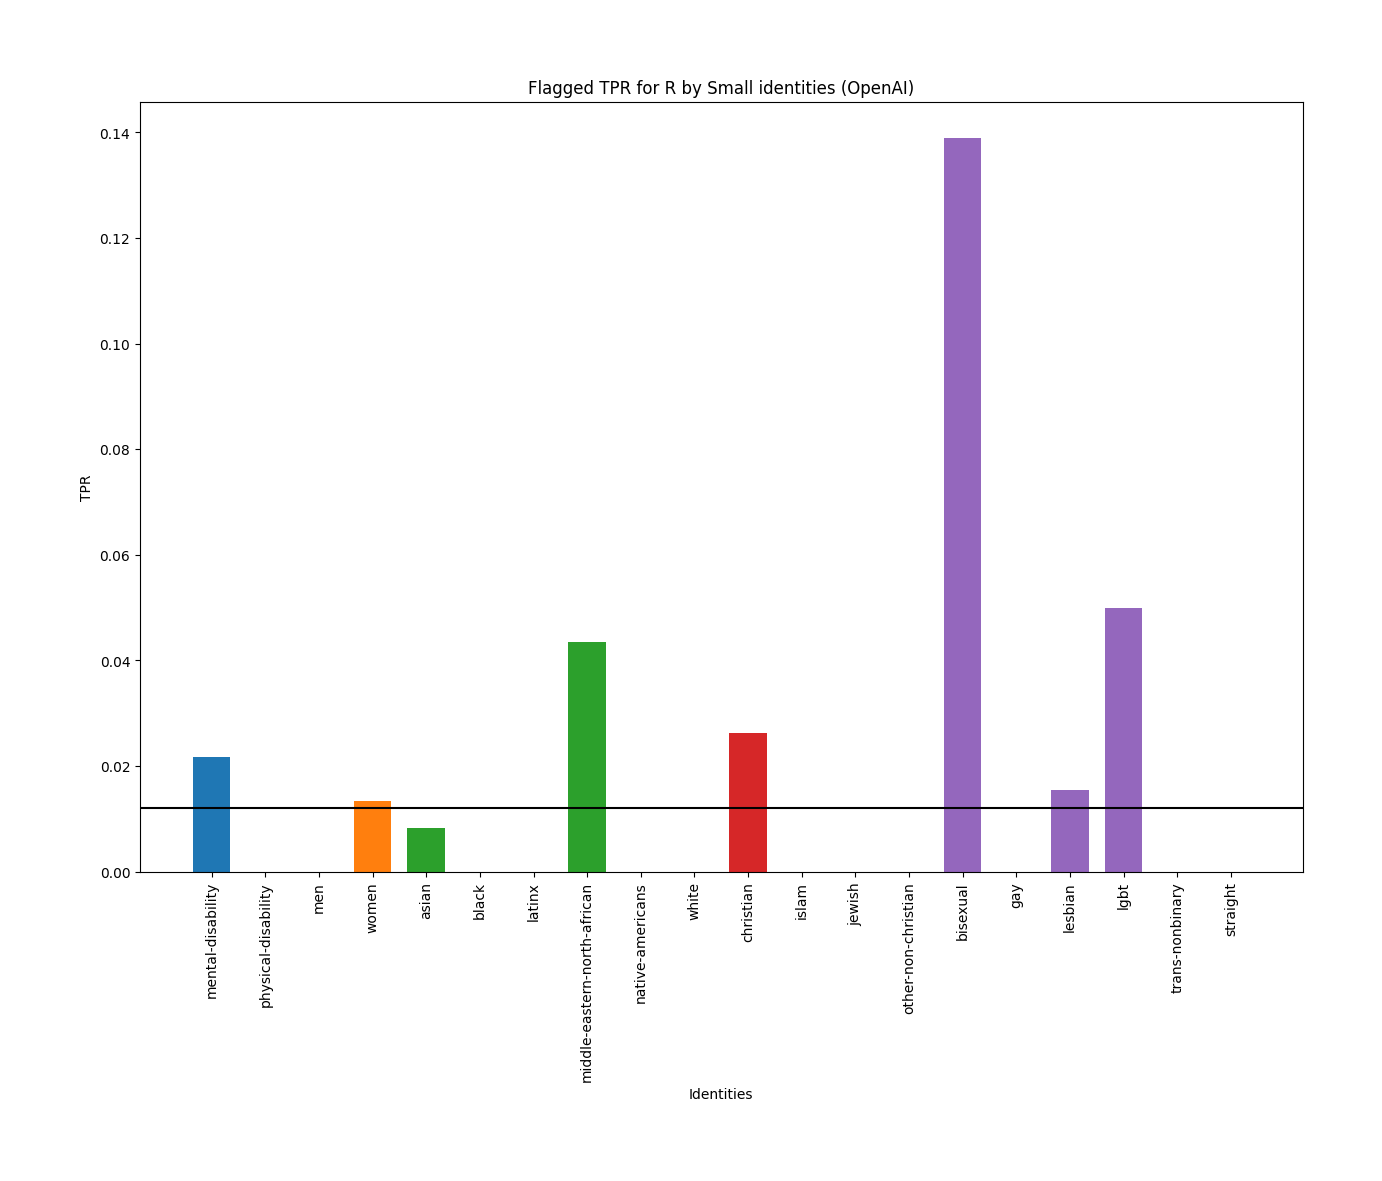 Flagged TPR for R by Small identities (OpenAI)
0.14
0.12
0.10
0.08
0.06
0.04
0.02
0.00
TPR
mental-disability
physical-disability
men
women
asian
black
latinx
middle-eastern-north-african
native-americans
white
christian
islam
jewish
other-non-christian
bisexual
gay
lesbian
lgbt
trans-nonbinary
straight
Identities